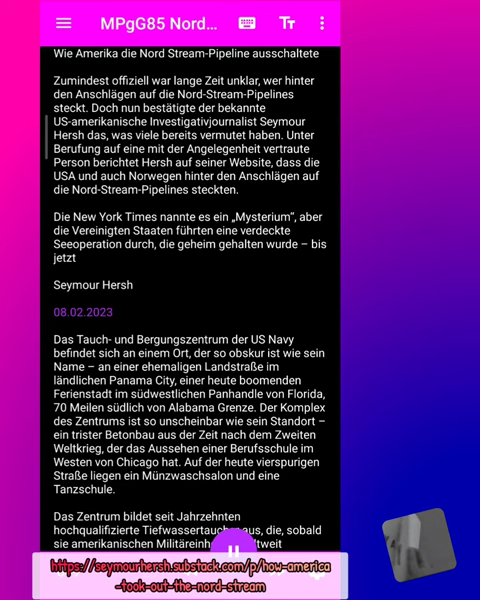 MPgG85 Nord...
Wie Amerika die Nord Stream-Pipeline ausschaltete
Zumindest offiziell war lange Zeit unklar, wer hinter
den Anschlägen auf die Nord-Stream-Pipelines
steckt. Doch nun bestätigte der bekannte
US-amerikanische Investigativjournalist Seymour
Hersh das, was viele bereits vermutet haben. Unter
Berufung auf eine mit der Angelegenheit vertraute
Person berichtet Hersh auf seiner Website, dass die
USA und auch Norwegen hinter den Anschlägen auf
die Nord-Stream-Pipelines steckten.
Die New York Times nannte es ein „Mysterium“, aber
die Vereinigten Staaten führten eine verdeckte
Seeoperation durch, die geheim gehalten wurde – bis
jetzt
Seymour Hersh
08.02.2023
Das Tauch- und Bergungszentrum der US Navy
befindet sich an einem Ort, der so obskur ist wie sein
Name – an einer ehemaligen Landstraße im
ländlichen Panama City, einer heute boomenden
Ferienstadt im südwestlichen Panhandle von Florida,
70 Meilen südlich von Alabama Grenze. Der Komplex
des Zentrums ist so unscheinbar wie sein Standort –
ein trister Betonbau aus der Zeit nach dem Zweiten
Weltkrieg, der das Aussehen einer Berufsschule im
Westen von Chicago hat. Auf der heute vierspurigen
Straße liegen ein Münzwaschsalon und eine
Tanzschule.
Das Zentrum bildet seit Jahrzehnten
hochqualifizierte Tiefwassertaucher aus, die, sobald
sie amerikanischen
https://seymourhersh.substack.com/p/how-america
-took-out-the-nord-stream